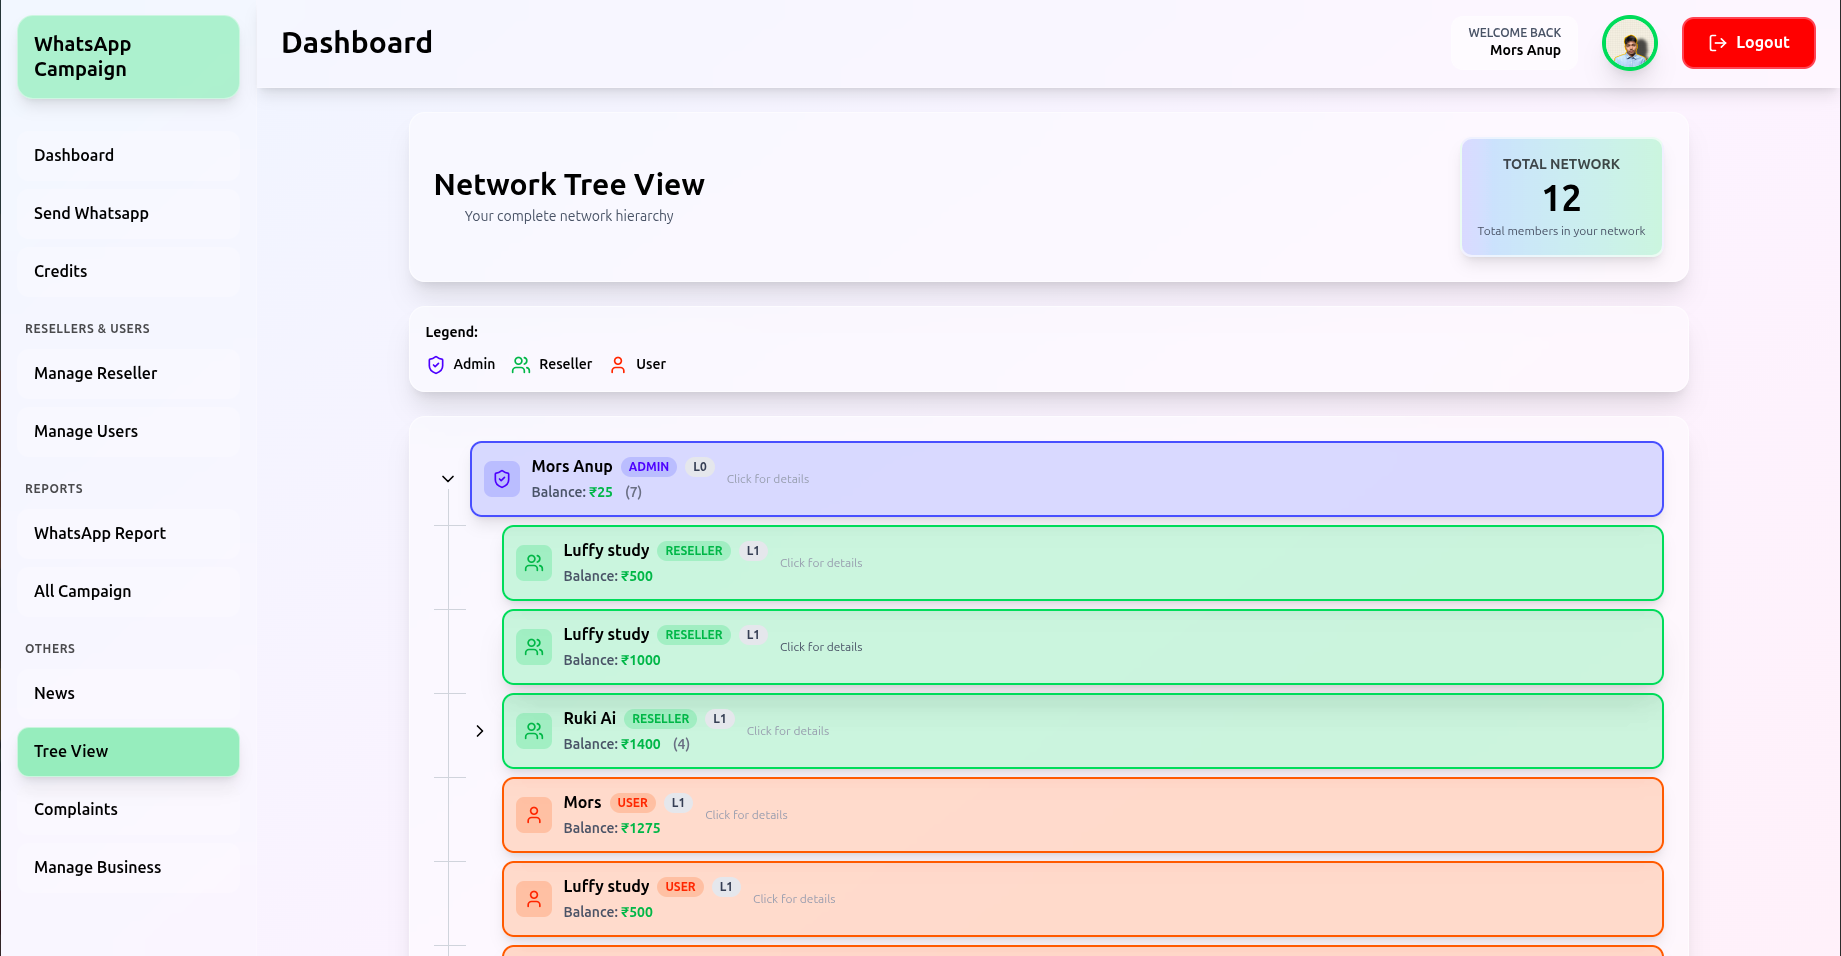 WhatsApp
Campaign
Dashboard
Send Whatsapp
Credits
RESELLERS & USERS
Manage Reseller
Manage Users
REPORTS
WhatsApp Report
All Campaign
OTHERS
News
Tree View
Complaints
Manage Business
Dashboard
WELCOME BACK
Mors Anup
Logout
Network Tree View
Your complete network hierarchy
TOTAL NETWORK
12
Total members in your network
Legend:
Admin Reseller User
Mors Anup ADMIN L0 Click for details
Balance: ₹25 (7)
Luffy study RESELLER L1 Click for details
Balance: ₹500
Luffy study RESELLER L1 Click for details
Balance: ₹1000
Ruki Ai RESELLER L1 Click for details
Balance: ₹1400 (4)
Mors USER L1 Click for details
Balance: ₹1275
Luffy study USER L1 Click for details
Balance: ₹500